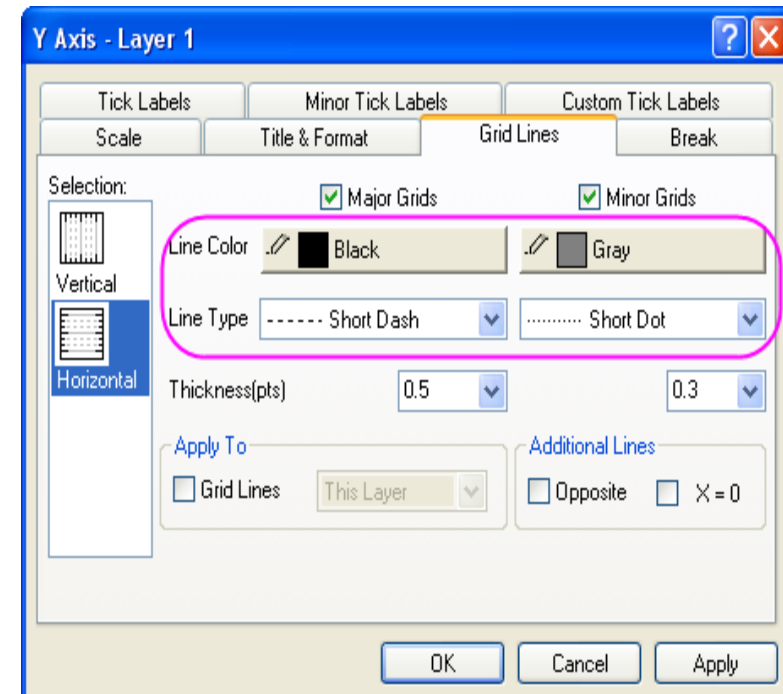 Y Axis - Layer 1
Tick Labels Minor Tick Labels Custom Tick Labels
Scale Title & Format Grid Lines Break
Selection:
Major Grids Minor Grids
Line Color Black Gray
Vertical
Line Type Short Dash Short Dot
Horizontal
Thickness(pts) 0.5 0.3
Apply To Additional Lines
Grid Lines This Layer Opposite X = 0
OK Cancel Apply